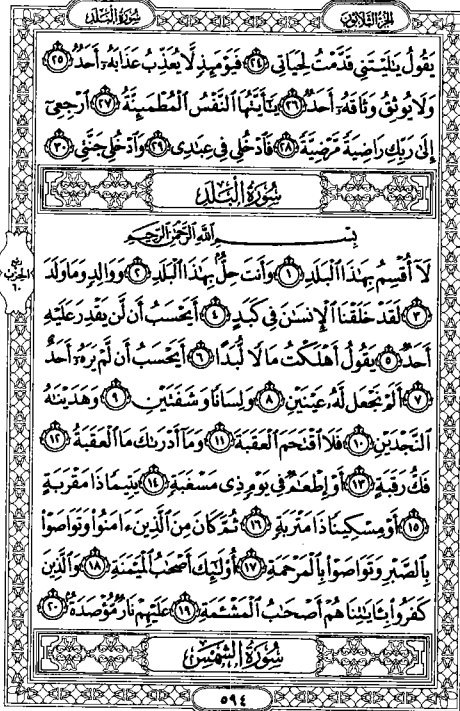 الجزء الثلاثون
سورة البلد
يَقُولُ يَٰلَيْتَنِى قَدَّمْتُ لِحَيَاتِى ٢٤ فَيَوْمَئِذٍ لَّا يُعَذِّبُ عَذَابَهُۥٓ أَحَدٌ ٢٥
وَلَا يُوثِقُ وَثَاقَهُۥٓ أَحَدٌ ٢٦ يَٰٓأَيَّتُهَا ٱلنَّفْسُ ٱلْمُطْمَئِنَّةُ ٢٧ ٱرْجِعِىٓ
إِلَىٰ رَبِّكِ رَاضِيَةً مَّرْضِيَّةً ٢٨ فَٱدْخُلِى فِى عِبَٰدِى ٢٩ وَٱدْخُلِى جَنَّتِى ٣٠
سُورَةُ الْبَلَدِ
بِسْمِ ٱللَّهِ ٱلرَّحْمَٰنِ ٱلرَّحِيمِ
لَآ أُقْسِمُ بِهَٰذَا ٱلْبَلَدِ ١ وَأَنتَ حِلٌّۢ بِهَٰذَا ٱلْبَلَدِ ٢ وَوَالِدٍ وَمَا وَلَدَ
٣ لَقَدْ خَلَقْنَا ٱلْإِنسَٰنَ فِى كَبَدٍ ٤ أَيَحْسَبُ أَن لَّن يَقْدِرَ عَلَيْهِ
أَحَدٌ ٥ يَقُولُ أَهْلَكْتُ مَالًا لُّبَدًا ٦ أَيَحْسَبُ أَن لَّمْ يَرَهُۥٓ أَحَدٌ
٧ أَلَمْ نَجْعَل لَّهُۥ عَيْنَيْنِ ٨ وَلِسَانًا وَشَفَتَيْنِ ٩ وَهَدَيْنَٰهُ
ٱلنَّجْدَيْنِ ١٠ فَلَا ٱقْتَحَمَ ٱلْعَقَبَةَ ١١ وَمَآ أَدْرَىٰكَ مَا ٱلْعَقَبَةُ ١٢
فَكُّ رَقَبَةٍ ١٣ أَوْ إِطْعَٰمٌ فِى يَوْمٍ ذِى مَسْغَبَةٍ ١٤ يَتِيمًا ذَا مَقْرَبَةٍ
١٥ أَوْ مِسْكِينًا ذَا مَتْرَبَةٍ ١٦ ثُمَّ كَانَ مِنَ ٱلَّذِينَ ءَامَنُوا۟ وَتَوَاصَوْا۟
بِٱلصَّبْرِ وَتَوَاصَوْا۟ بِٱلْمَرْحَمَةِ ١٧ أُو۟لَٰٓئِكَ أَصْحَٰبُ ٱلْمَيْمَنَةِ ١٨ وَٱلَّذِينَ
كَفَرُوا۟ بِـَٔايَٰتِنَا هُمْ أَصْحَٰبُ ٱلْمَشْـَٔمَةِ ١٩ عَلَيْهِمْ نَارٌ مُّؤْصَدَةٌۢ ٢٠
سُورَةُ الشَّمْسِ
ربع الحزب ٦٠
٥٩٤